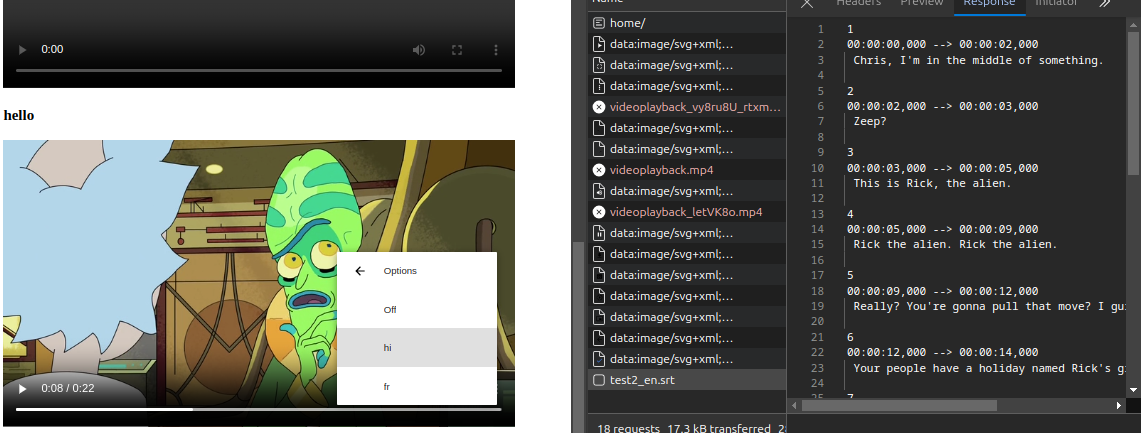 Name
Headers Preview Response Initiator
0:00
hello
Options
Off
hi
fr
0:08 / 0:22
home/
data:image/svg+xml;…
data:image/svg+xml;…
data:image/svg+xml;…
videoplayback_vy8ru8U_rtxm…
data:image/svg+xml;…
data:image/svg+xml;…
videoplayback.mp4
data:image/svg+xml;…
videoplayback_letVK8o.mp4
data:image/svg+xml;…
data:image/svg+xml;…
data:image/svg+xml;…
data:image/svg+xml;…
data:image/svg+xml;…
data:image/svg+xml;…
data:image/svg+xml;…
test2_en.srt
18 requests 17.3 kB transferred
1 1
2 00:00:00,000 --> 00:00:02,000
3 Chris, I'm in the middle of something.
4
5 2
6 00:00:02,000 --> 00:00:03,000
7 Zeep?
8
9 3
10 00:00:03,000 --> 00:00:05,000
11 This is Rick, the alien.
12
13 4
14 00:00:05,000 --> 00:00:09,000
15 Rick the alien. Rick the alien.
16
17 5
18 00:00:09,000 --> 00:00:12,000
19 Really? You're gonna pull that move? I
20
21 6
22 00:00:12,000 --> 00:00:14,000
23 Your people have a holiday named Rick's
24
25 7